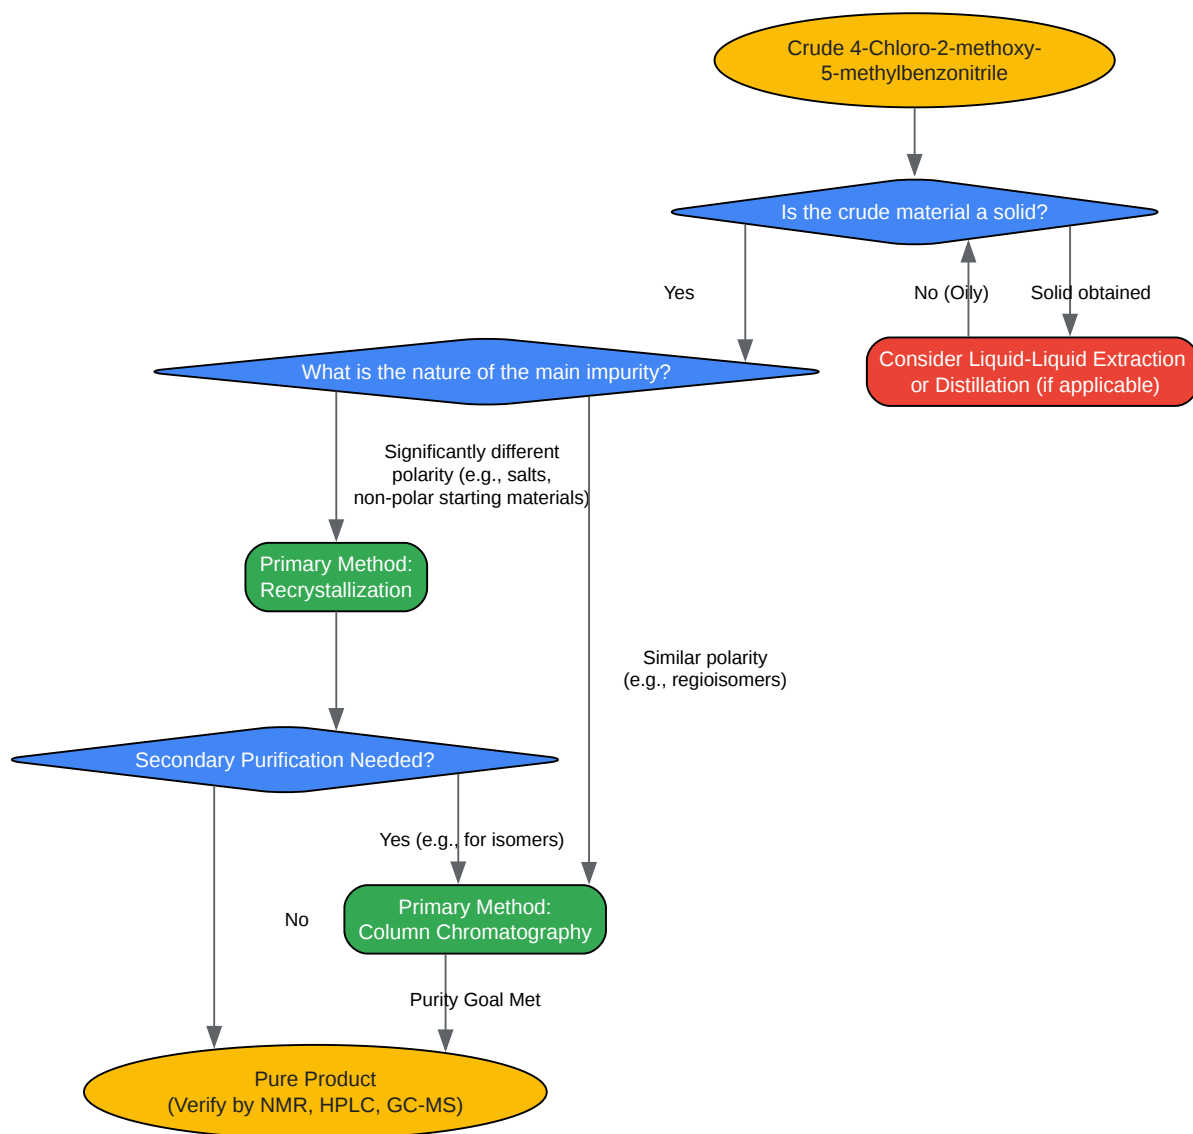 Crude 4-Chloro-2-methoxy-
5-methylbenzonitrile
Is the crude material a solid?
Yes
No (Oily)
Solid obtained
Consider Liquid-Liquid Extraction
or Distillation (if applicable)
What is the nature of the main impurity?
Significantly different
polarity (e.g., salts,
non-polar starting materials)
Primary Method:
Recrystallization
Similar polarity
(e.g., regioisomers)
Secondary Purification Needed?
Yes (e.g., for isomers)
No
Primary Method:
Column Chromatography
Purity Goal Met
Pure Product
(Verify by NMR, HPLC, GC-MS)